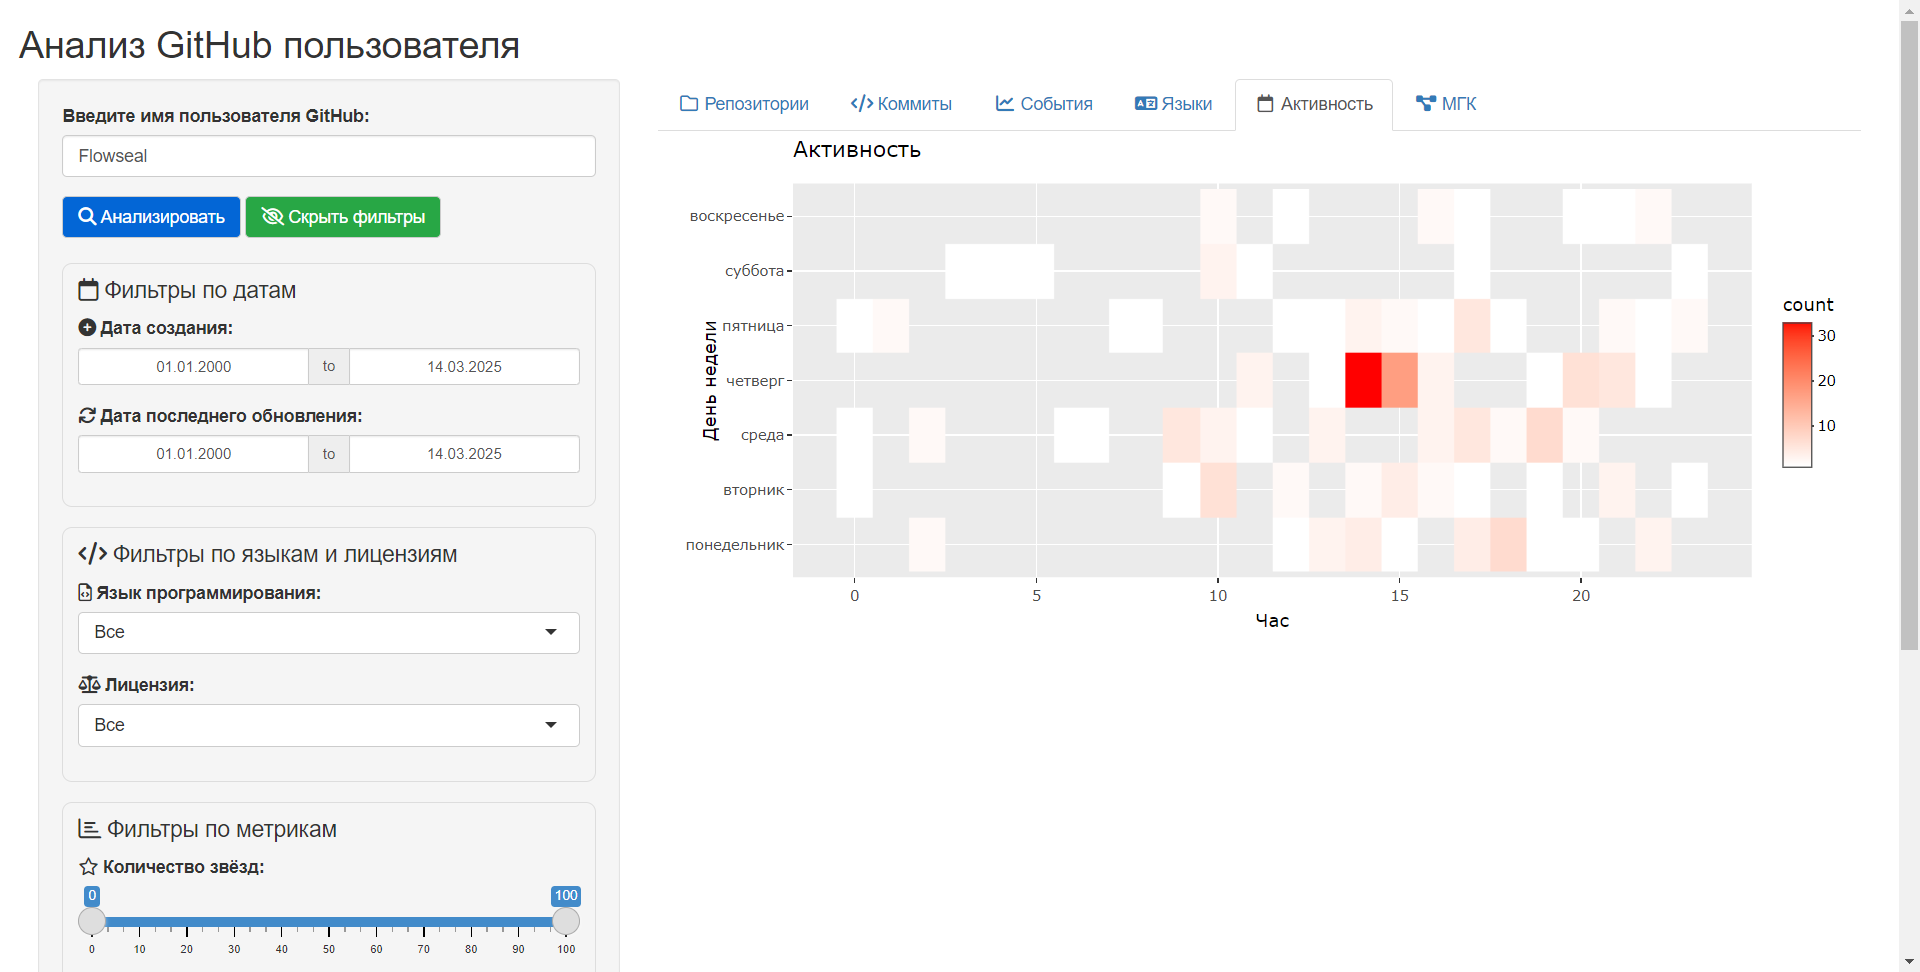 Анализ GitHub пользователя
Введите имя пользователя GitHub:
Flowseal
Анализировать
Скрыть фильтры
Фильтры по датам
Дата создания:
01.01.2000 to 14.03.2025
Дата последнего обновления:
01.01.2000 to 14.03.2025
Фильтры по языкам и лицензиям
Язык программирования:
Все
Лицензия:
Все
Фильтры по метрикам
Количество звёзд:
0 100
0 10 20 30 40 50 60 70 80 90 100
Репозитории
Коммиты
События
Языки
Активность
МГК
Активность
День недели
воскресенье
суббота
пятница
четверг
среда
вторник
понедельник
0 5 10 15 20
Час
count
30
20
10